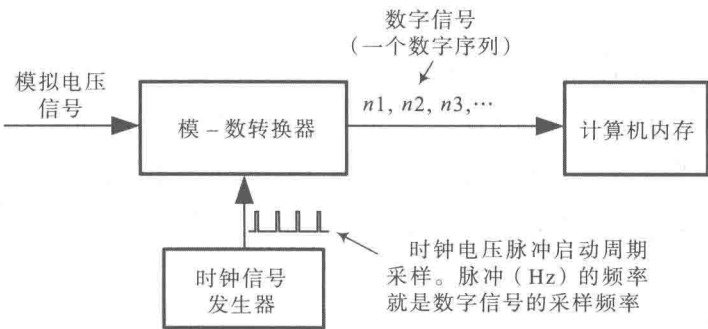 数字信号
（一个数字序列）
模拟电压
信号
模－数转换器
n1, n2, n3,…
计算机内存
时钟信号
发生器
时钟电压脉冲启动周期
采样。脉冲（Hz）的频率
就是数字信号的采样频率